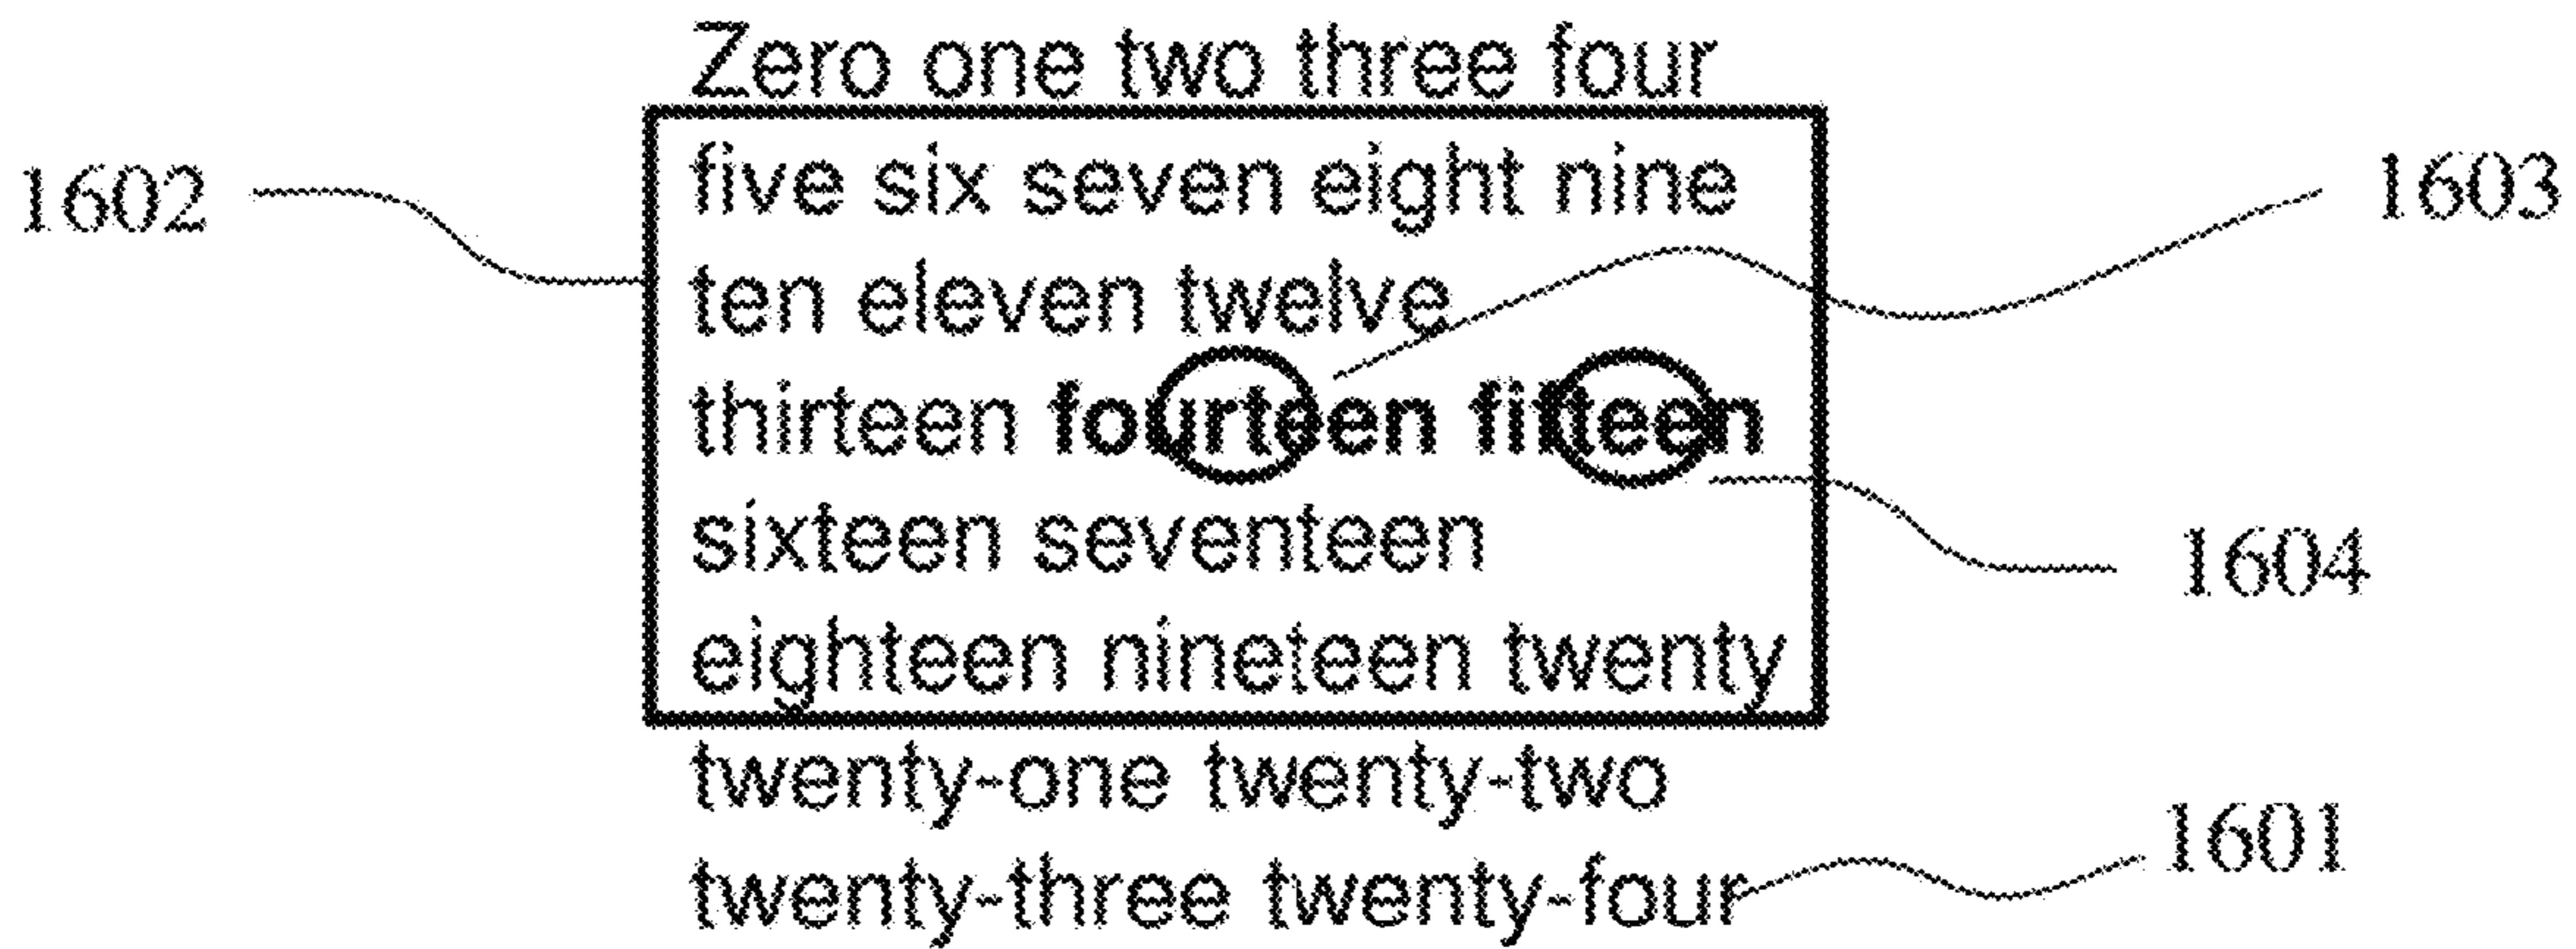 Zero one two three four
1602 five six seven eight nine 1603
ten eleven twelve
thirteen fourteen fifteen
sixteen seventeen 1604
eighteen nineteen twenty
twenty-one twenty-two
twenty-three twenty-four 1601